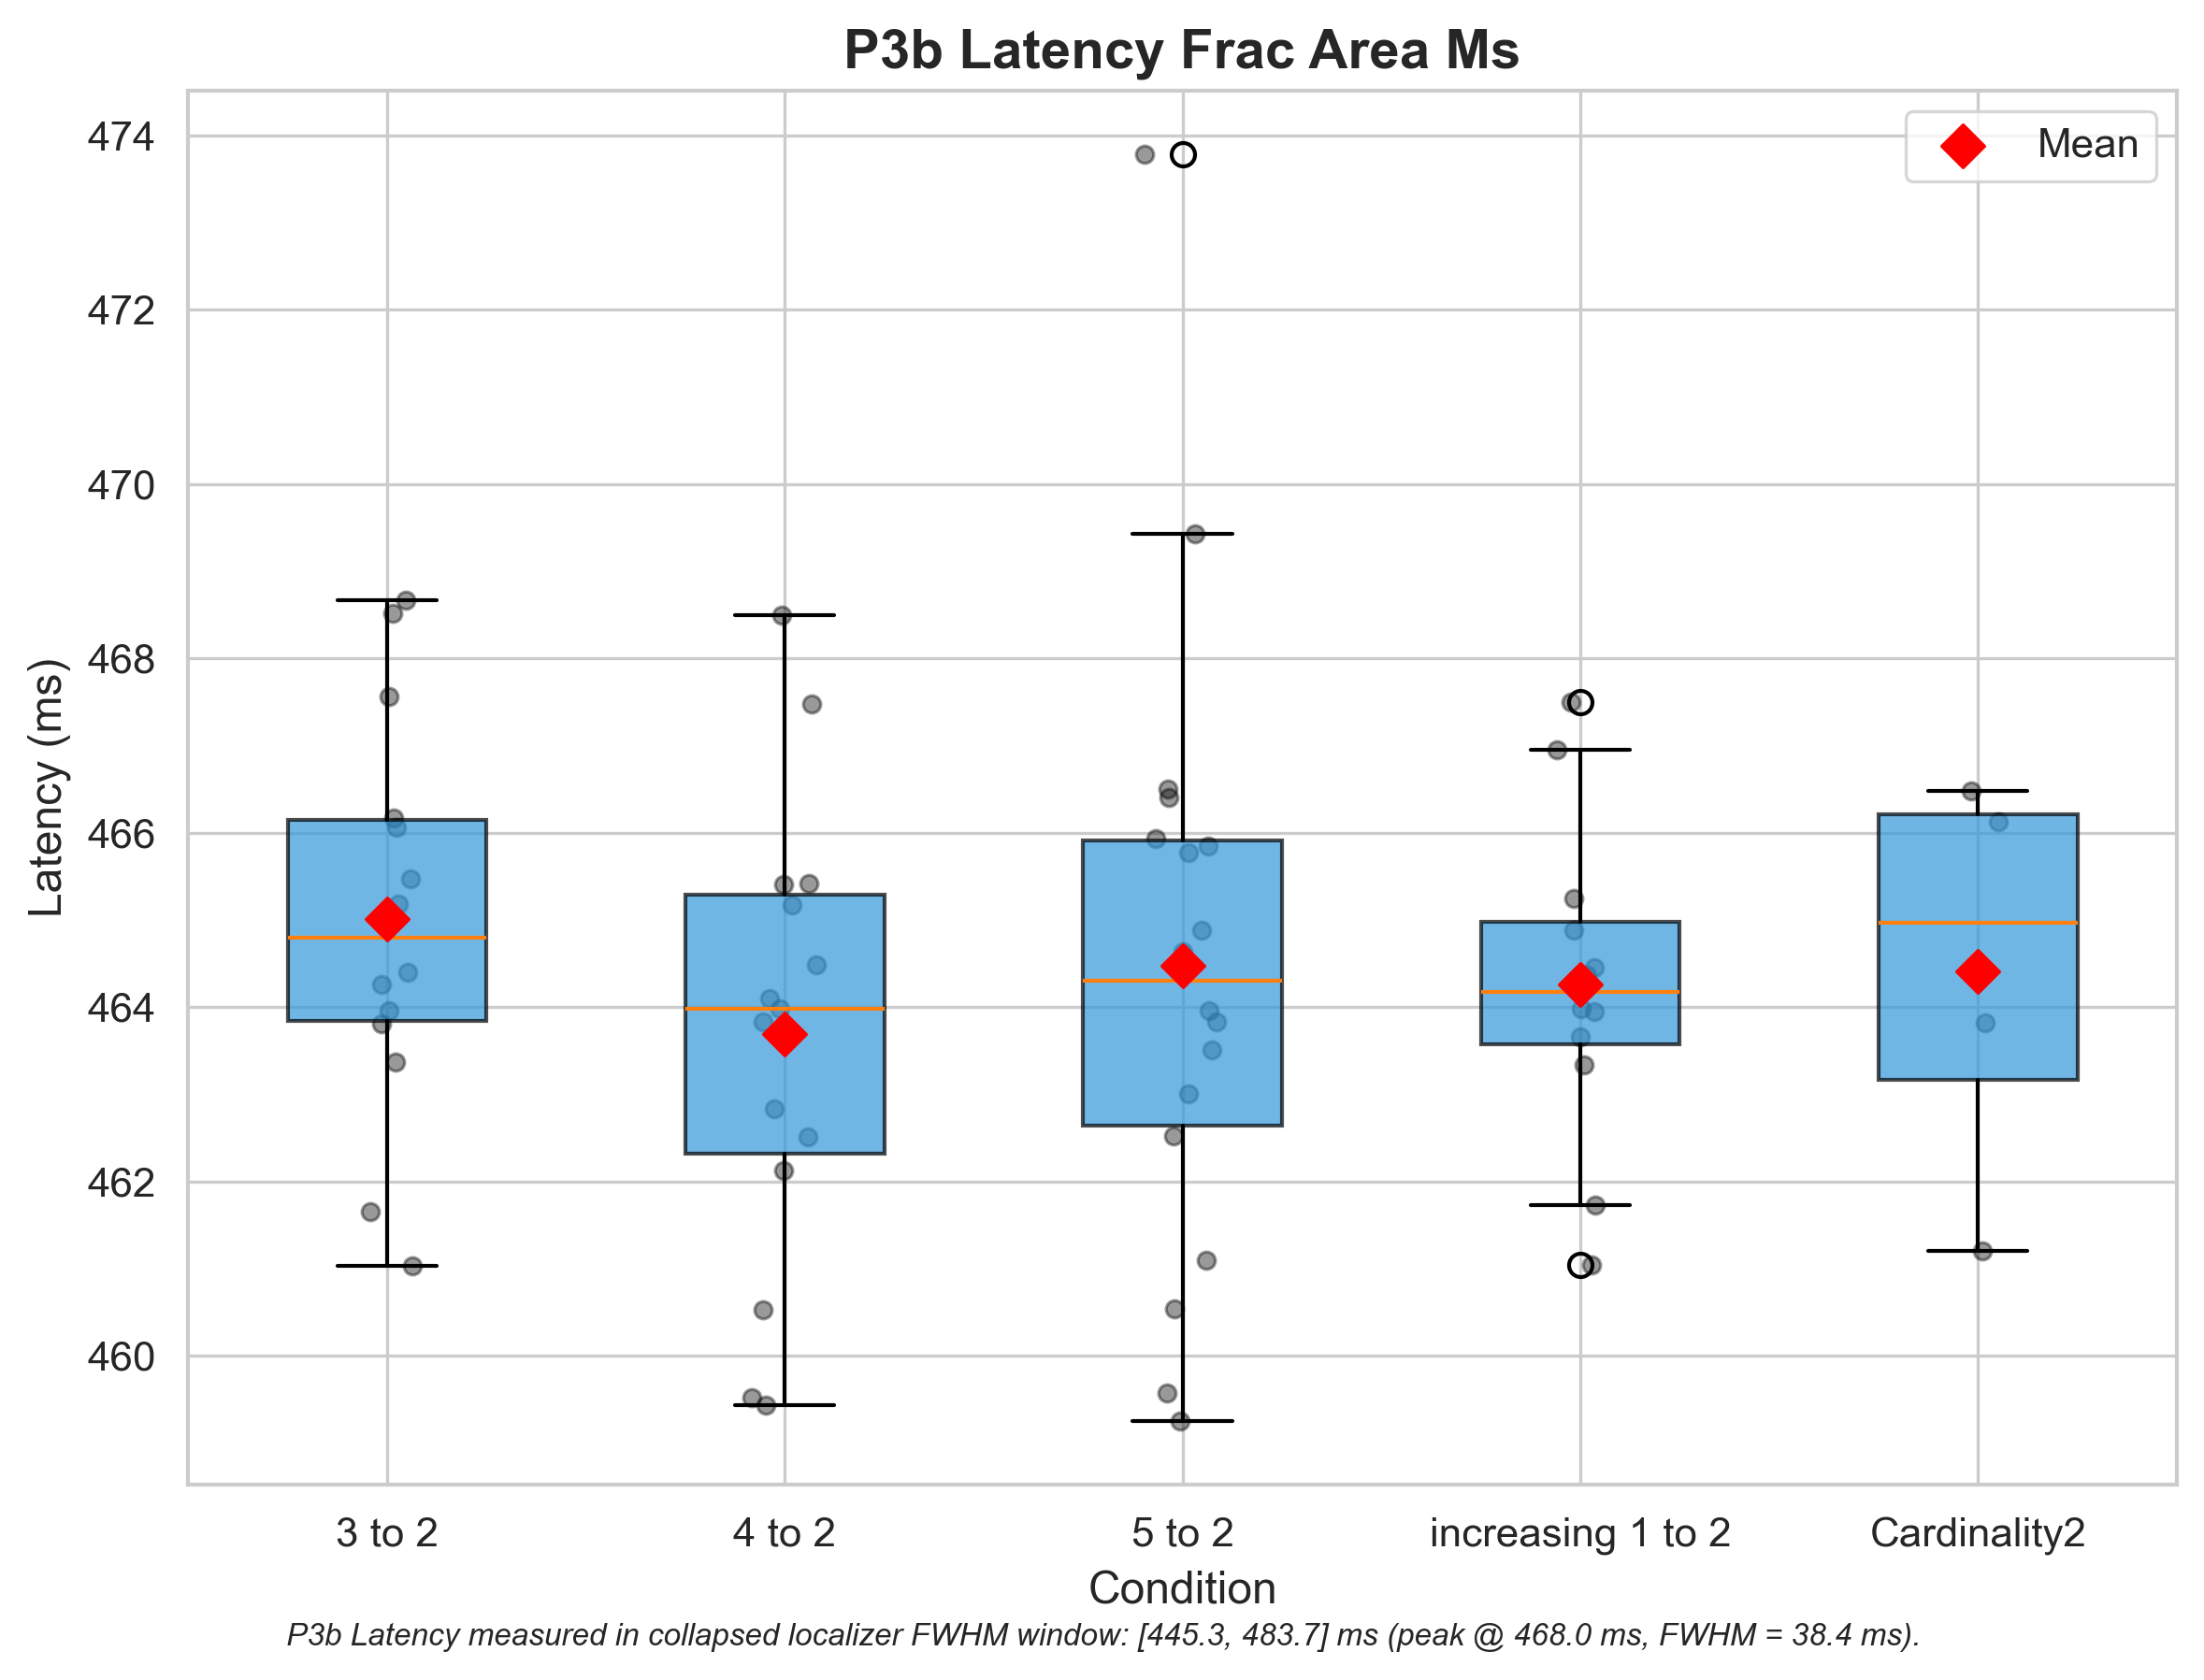 P3b Latency Frac Area Ms
Mean
474
472
470
468
466
464
462
460
Latency (ms)
3 to 2
4 to 2
5 to 2
increasing 1 to 2
Cardinality2
Condition
P3b Latency measured in collapsed localizer FWHM window: [445.3, 483.7] ms (peak @ 468.0 ms, FWHM = 38.4 ms).